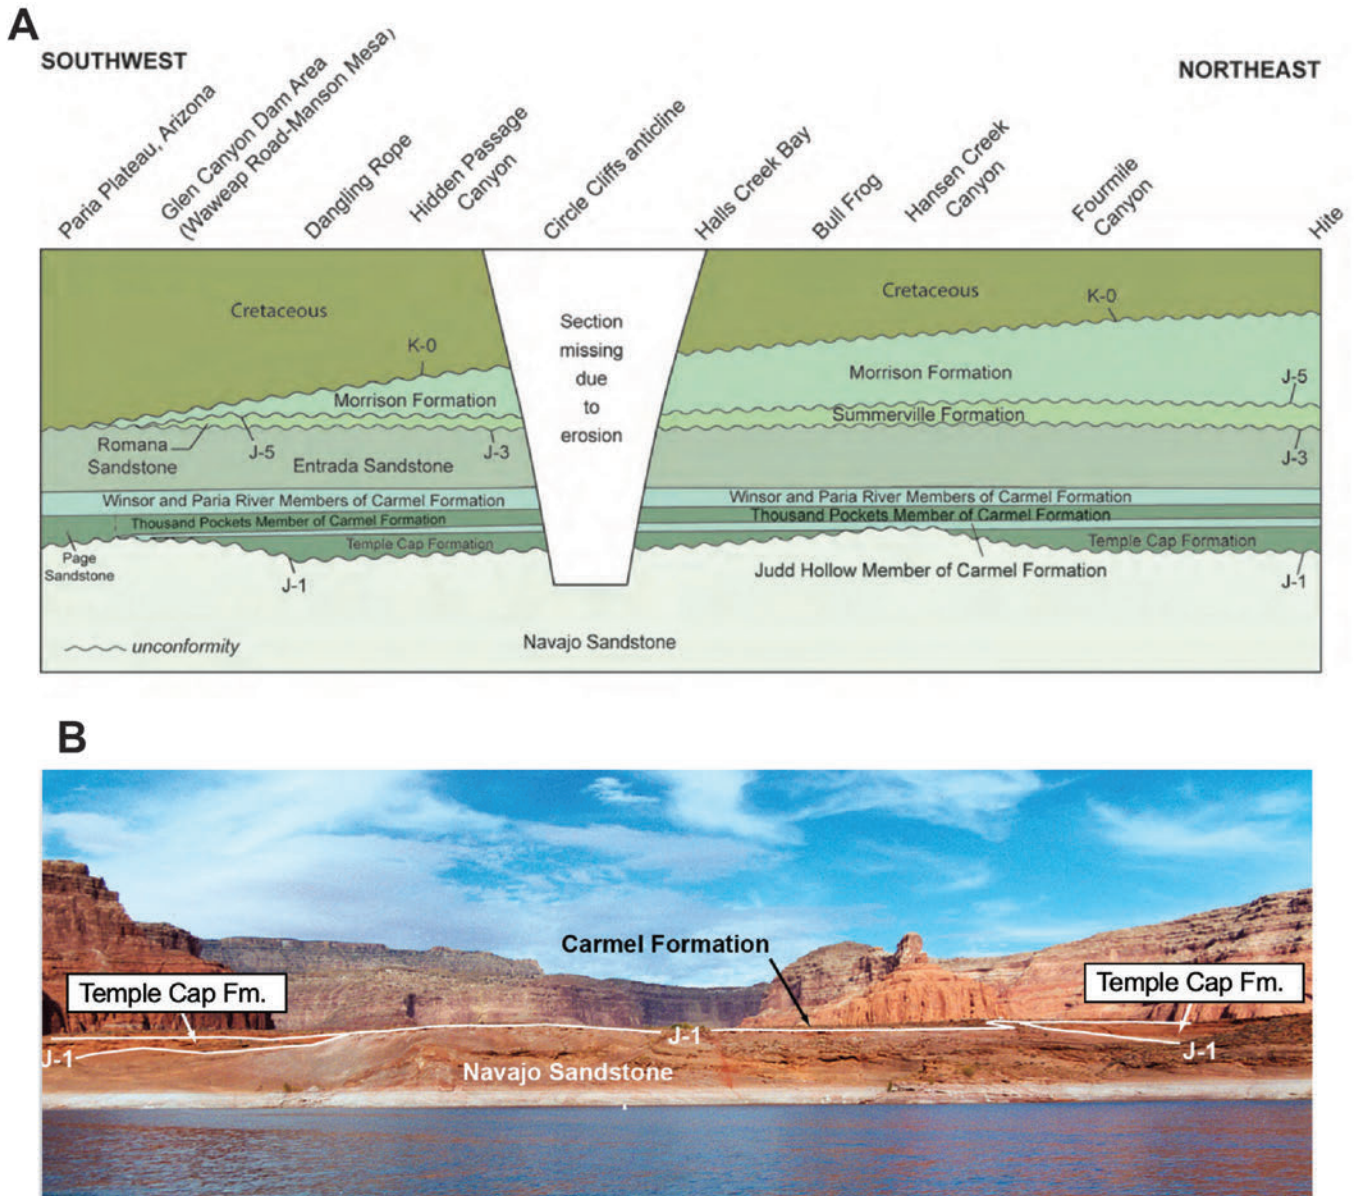 A
SOUTHWEST
NORTHEAST
Paria Plateau, Arizona
Glen Canyon Dam Area
(Waweap Road-Manson Mesa)
Dangling Rope
Hidden Passage
Canyon
Circle Cliffs anticline
Halls Creek Bay
Bull Frog
Hansen Creek
Canyon
Fourmile
Canyon
Hite
Cretaceous
K-0
Morrison Formation
Romana
Sandstone
J-5
J-3
Entrada Sandstone
Winsor and Paria River Members of Carmel Formation
Thousand Pockets Member of Carmel Formation
Page
Sandstone
Temple Cap Formation
J-1
Section
missing
due
to
erosion
Cretaceous
K-0
Morrison Formation
J-5
Summerville Formation
J-3
Winsor and Paria River Members of Carmel Formation
Thousand Pockets Member of Carmel Formation
Temple Cap Formation
Judd Hollow Member of Carmel Formation
J-1
Navajo Sandstone
unconformity
B
Carmel Formation
Temple Cap Fm.
Temple Cap Fm.
J-1
J-1
J-1
Navajo Sandstone